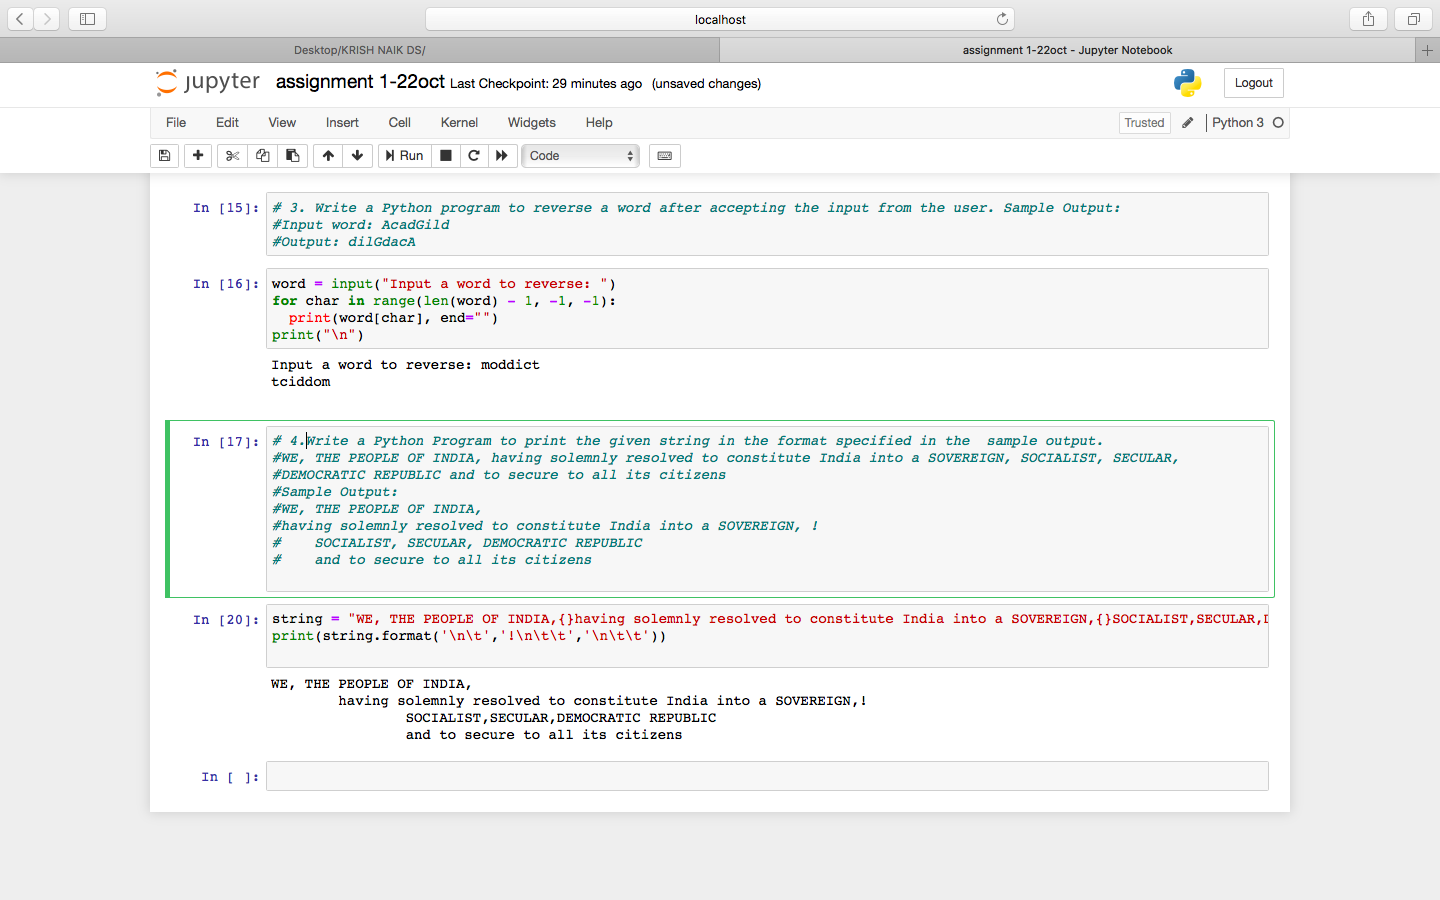 localhost
Desktop/KRISH NAIK DS/
assignment 1-22oct - Jupyter Notebook
jupyter assignment 1-22oct Last Checkpoint: 29 minutes ago (unsaved changes)
Logout
File Edit View Insert Cell Kernel Widgets Help
Trusted
Python 3
Run
Code
In [15]: # 3. Write a Python program to reverse a word after accepting the input from the user. Sample Output:
#Input word: AcadGild
#Output: dilGdacA
In [16]: word = input("Input a word to reverse: ")
for char in range(len(word) - 1, -1, -1):
  print(word[char], end="")
print("\n")
Input a word to reverse: moddict
tciddom
In [17]: # 4.Write a Python Program to print the given string in the format specified in the  sample output.
#WE, THE PEOPLE OF INDIA, having solemnly resolved to constitute India into a SOVEREIGN, SOCIALIST, SECULAR,
#DEMOCRATIC REPUBLIC and to secure to all its citizens
#Sample Output:
#WE, THE PEOPLE OF INDIA,
#having solemnly resolved to constitute India into a SOVEREIGN, !
#    SOCIALIST, SECULAR, DEMOCRATIC REPUBLIC
#    and to secure to all its citizens
In [20]: string = "WE, THE PEOPLE OF INDIA,{}having solemnly resolved to constitute India into a SOVEREIGN,{}SOCIALIST,SECULAR,
print(string.format('\n\t','!\n\t\t','\n\t\t'))
WE, THE PEOPLE OF INDIA,
        having solemnly resolved to constitute India into a SOVEREIGN,!
                SOCIALIST,SECULAR,DEMOCRATIC REPUBLIC
                and to secure to all its citizens
In [ ]: